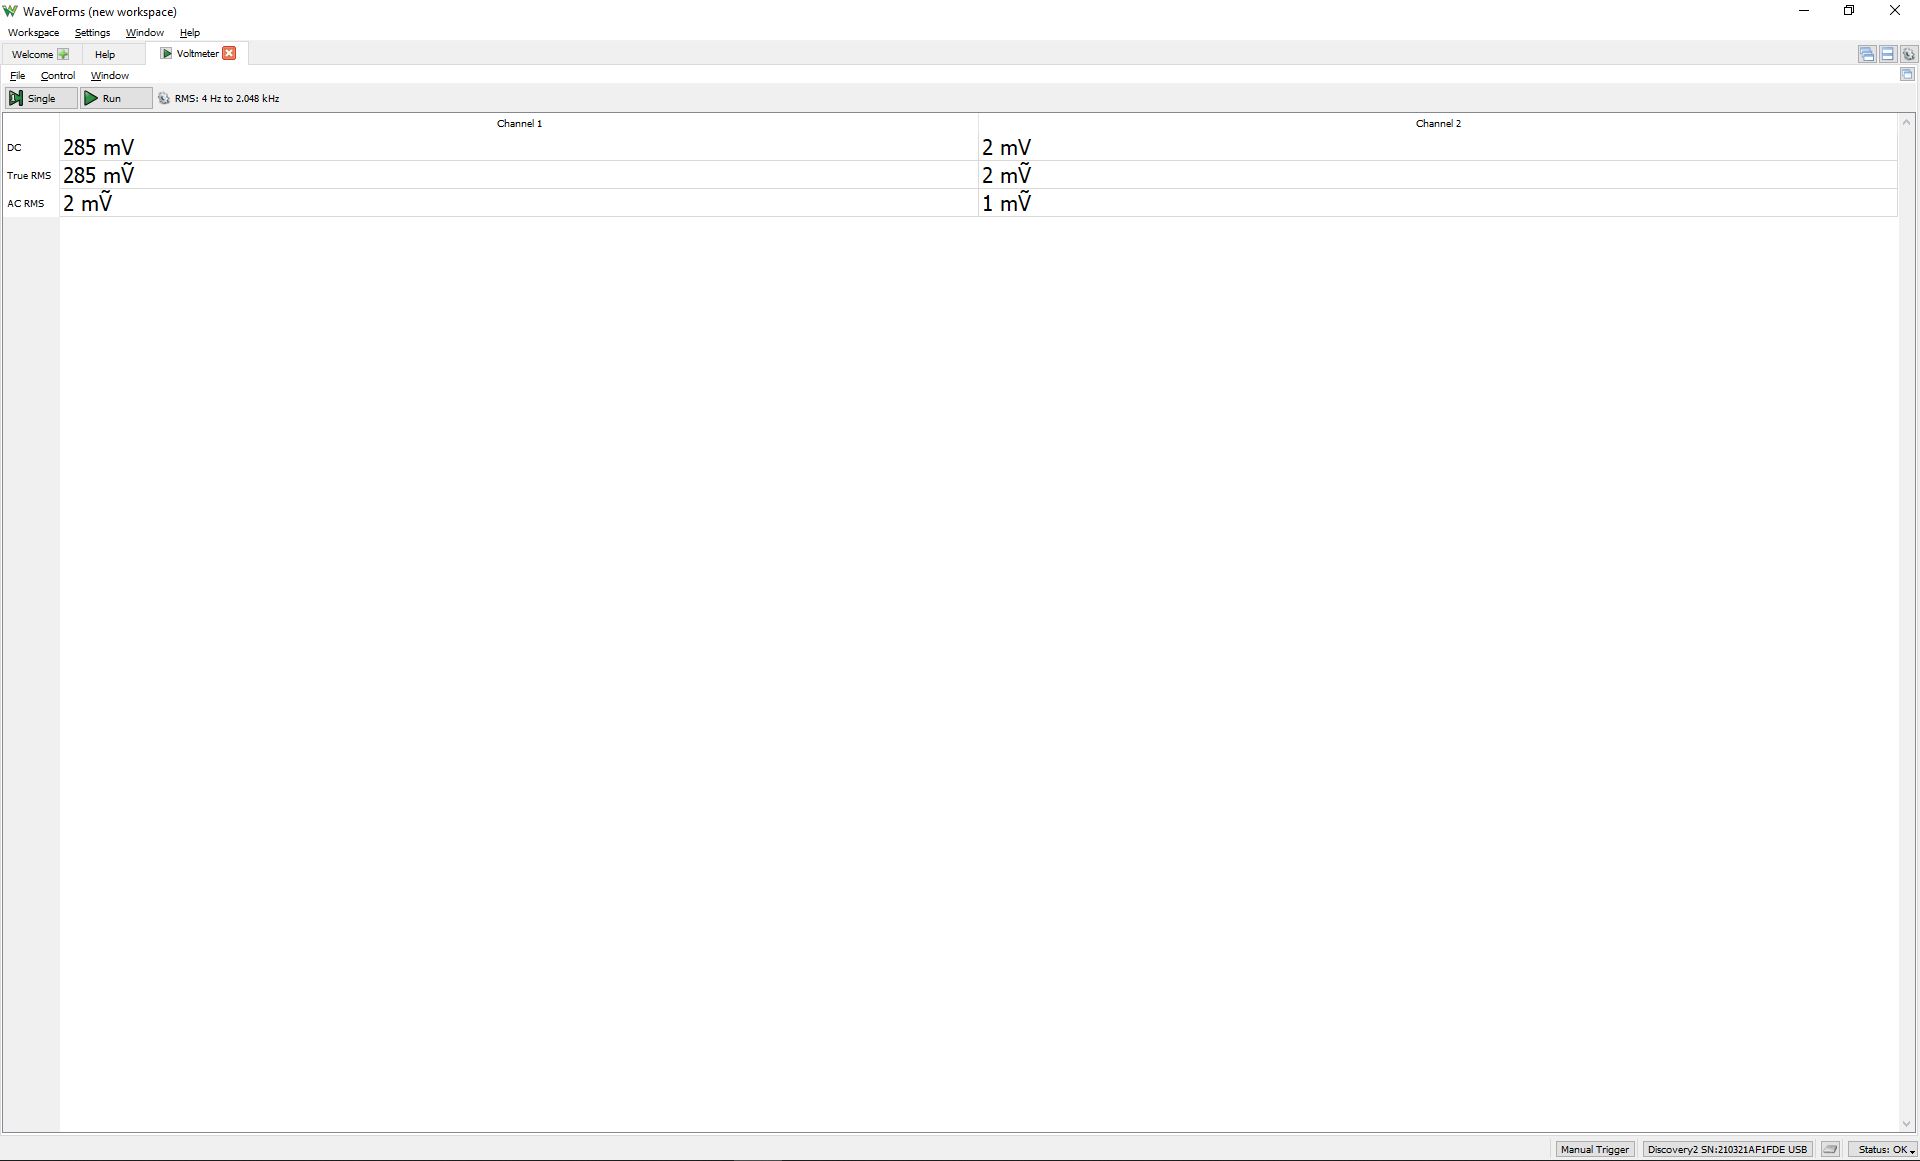 WaveForms (new workspace)
Workspace Settings Window Help
Welcome Help Voltmeter
File Control Window
Single Run RMS: 4 Hz to 2.048 kHz
Channel 1 Channel 2
DC 285 mV 2 mV
True RMS 285 mṼ 2 mṼ
AC RMS 2 mṼ 1 mṼ
Manual Trigger Discovery2 SN:210321AF1FDE USB Status: OK